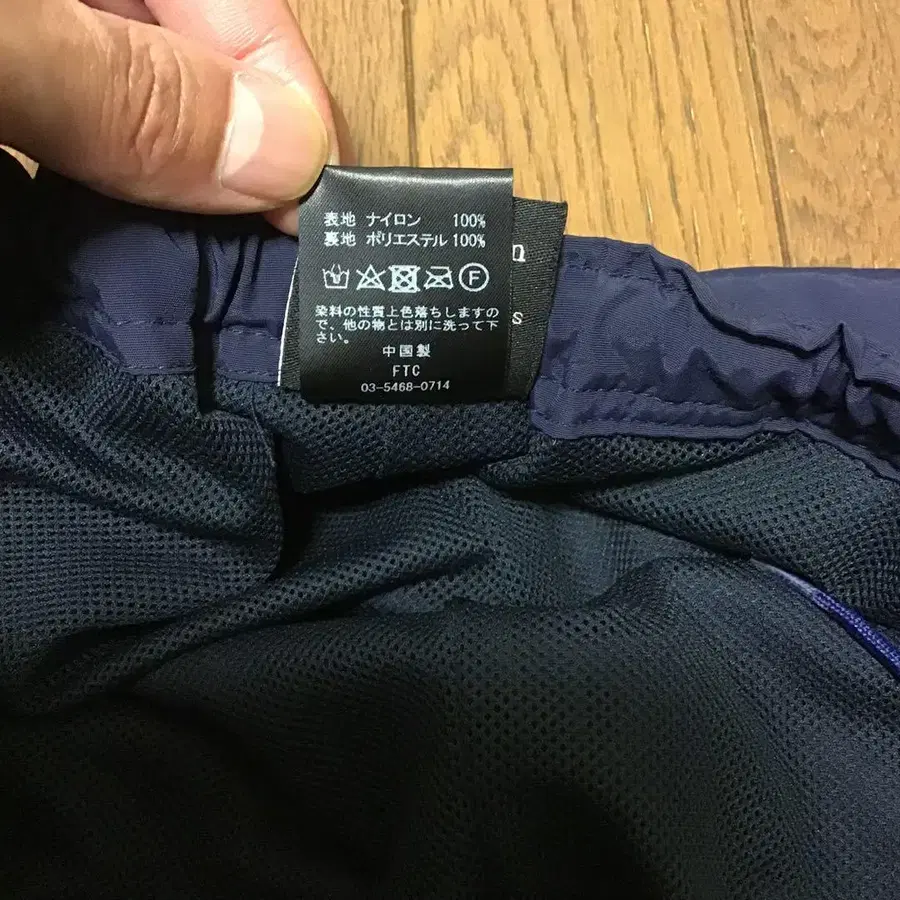 表地 ナイロン 100%
裏地 ポリエステル 100%
F
染料の性質上色落ちしますの
で、他の物とは別に洗って下
さい。
中国製
FTC
03-5468-0714
n
s